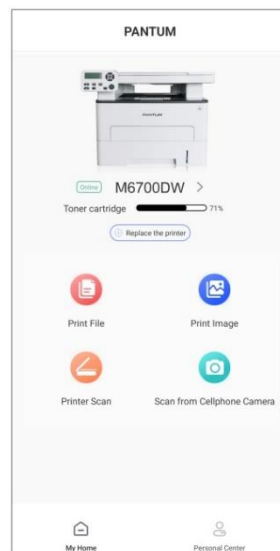 PANTUM
PANTUM
Online M6700DW >
Toner cartridge 71%
Replace the printer
Print File Print Image
Printer Scan Scan from Cellphone Camera
My Home Personal Center